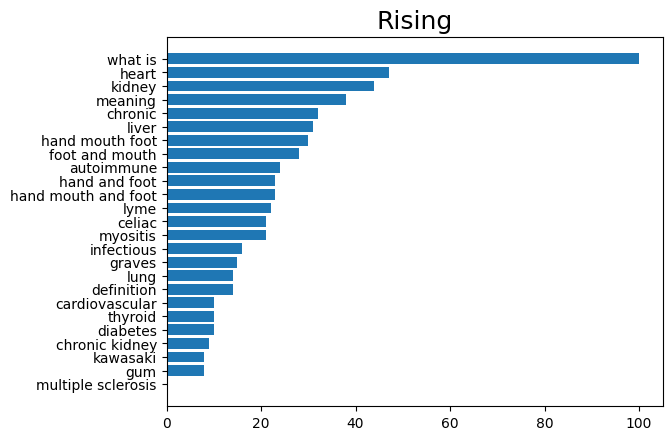 Rising
what is
heart
kidney
meaning
chronic
liver
hand mouth foot
foot and mouth
autoimmune
hand and foot
hand mouth and foot
lyme
celiac
myositis
infectious
graves
lung
definition
cardiovascular
thyroid
diabetes
chronic kidney
kawasaki
gum
multiple sclerosis
0 20 40 60 80 100